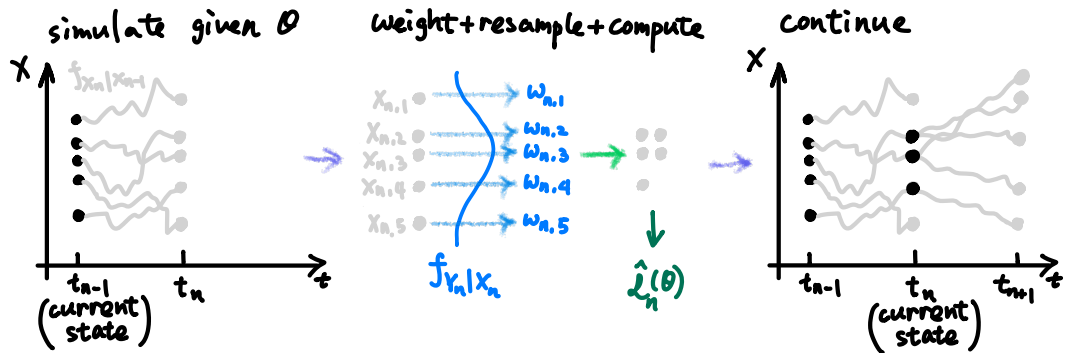 simulate given θ
X
f_{X_n|X_{n-1}}
t_{n-1}
t_n
t
(current state)
weight+resample+compute
X_{n,1}
w_{n,1}
X_{n,2}
w_{n,2}
X_{n,3}
w_{n,3}
X_{n,4}
w_{n,4}
X_{n,5}
w_{n,5}
f_{Y_n|X_n}
\hat{L}_n(θ)
continue
X
t_{n-1}
t_n
t_{n+1}
t
(current state)